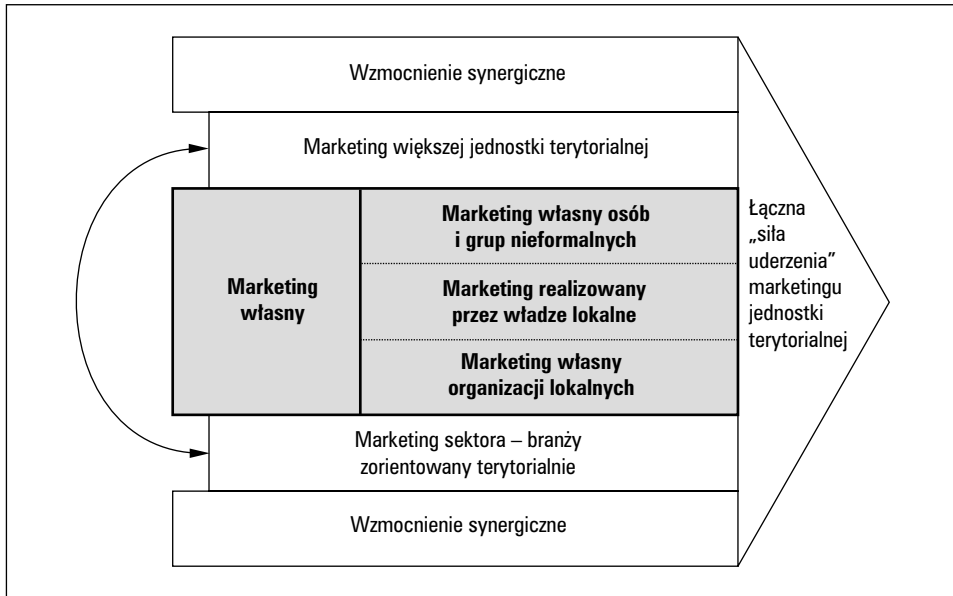 Wzmocnienie synergiczne
Marketing większej jednostki terytorialnej
Marketing
własny
Marketing własny osób
i grup nieformalnych
Marketing realizowany
przez władze lokalne
Marketing własny
organizacji lokalnych
Łączna
„siła
uderzenia”
marketingu
jednostki
terytorialnej
Marketing sektora – branży
zorientowany terytorialnie
Wzmocnienie synergiczne